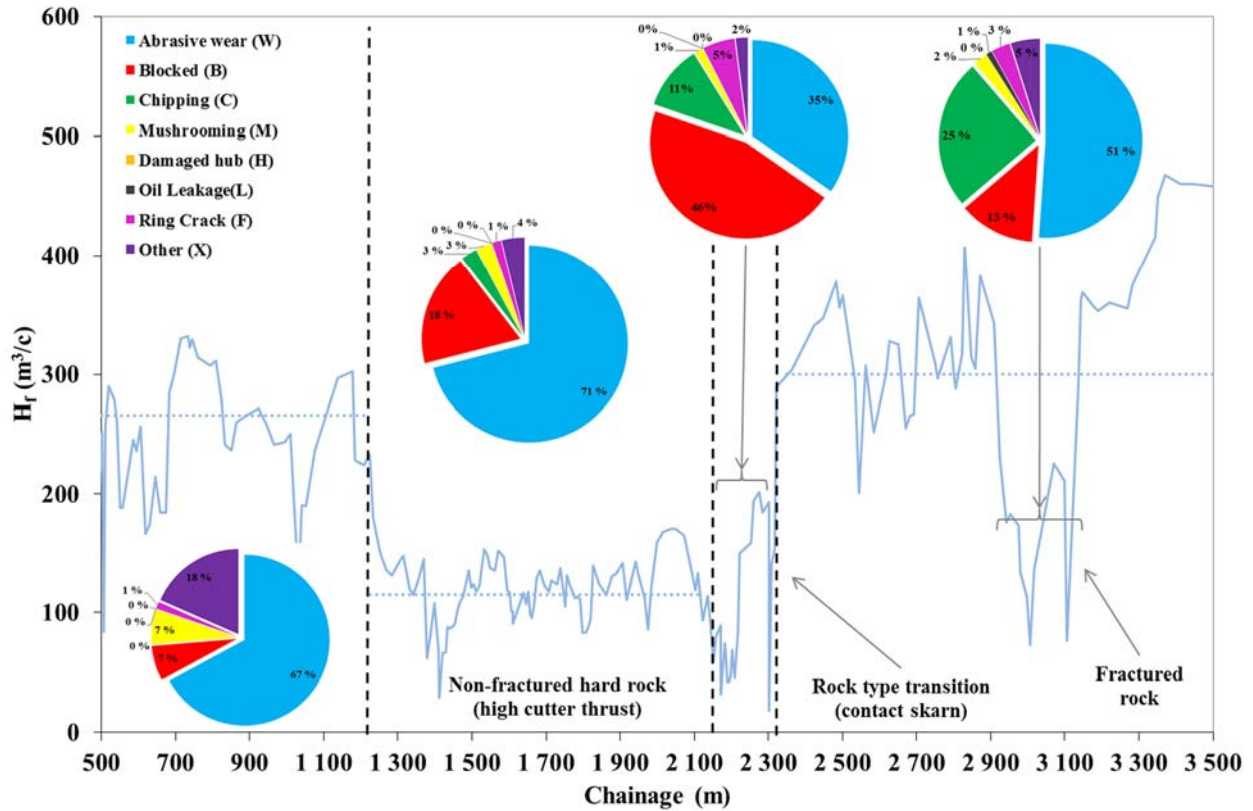 600
500
400
300
200
100
0
H_r (m³/c)
Abrasive wear (W)
Blocked (B)
Chipping (C)
Mushrooming (M)
Damaged hub (H)
Oil Leakage(L)
Ring Crack (F)
Other (X)
0%
0%
1%
5%
2%
11%
35%
46%
1 %
3 %
0 %
2 %
5 %
25 %
51 %
13 %
0 %
0 %
1 %
4 %
3 %
3 %
18 %
71 %
18 %
1 %
0 %
0 %
7 %
0 %
7 %
67 %
Non-fractured hard rock
(high cutter thrust)
Rock type transition
(contact skarn)
Fractured
rock
500 700 900 1 100 1 300 1 500 1 700 1 900 2 100 2 300 2 500 2 700 2 900 3 100 3 300 3 500
Chainage (m)